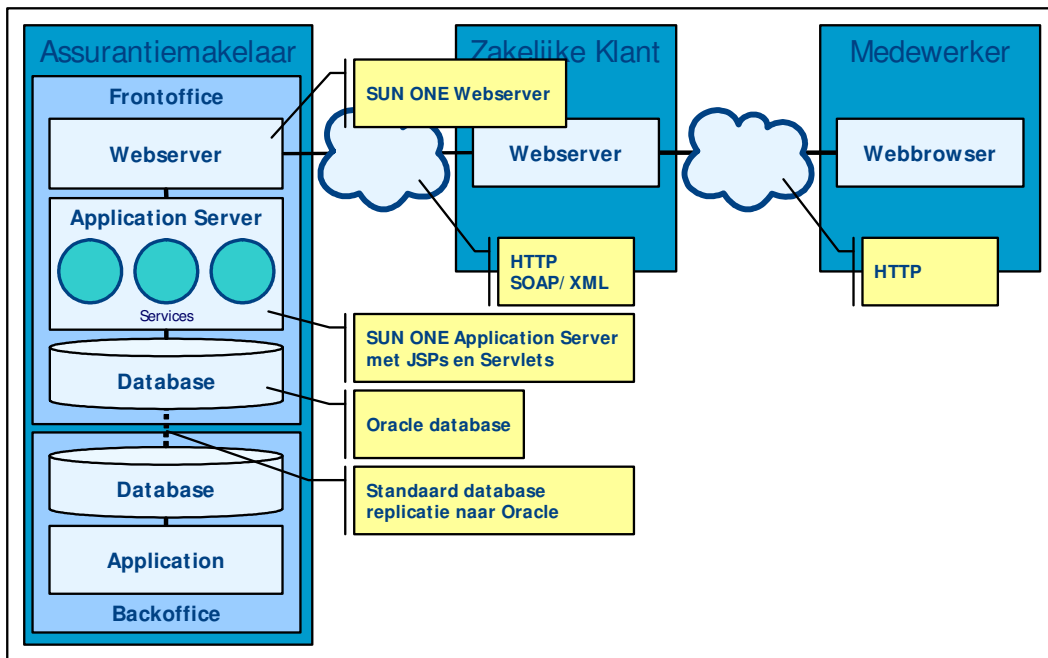 Assurantiemakelaar
Zakelijke Klant
Medewerker
Frontoffice
SUN ONE Webserver
Webserver
Webserver
Webbrowser
Application Server
Services
HTTP
SOAP/ XML
HTTP
SUN ONE Application Server
met JSPs en Servlets
Database
Oracle database
Database
Standaard database
replicatie naar Oracle
Application
Backoffice